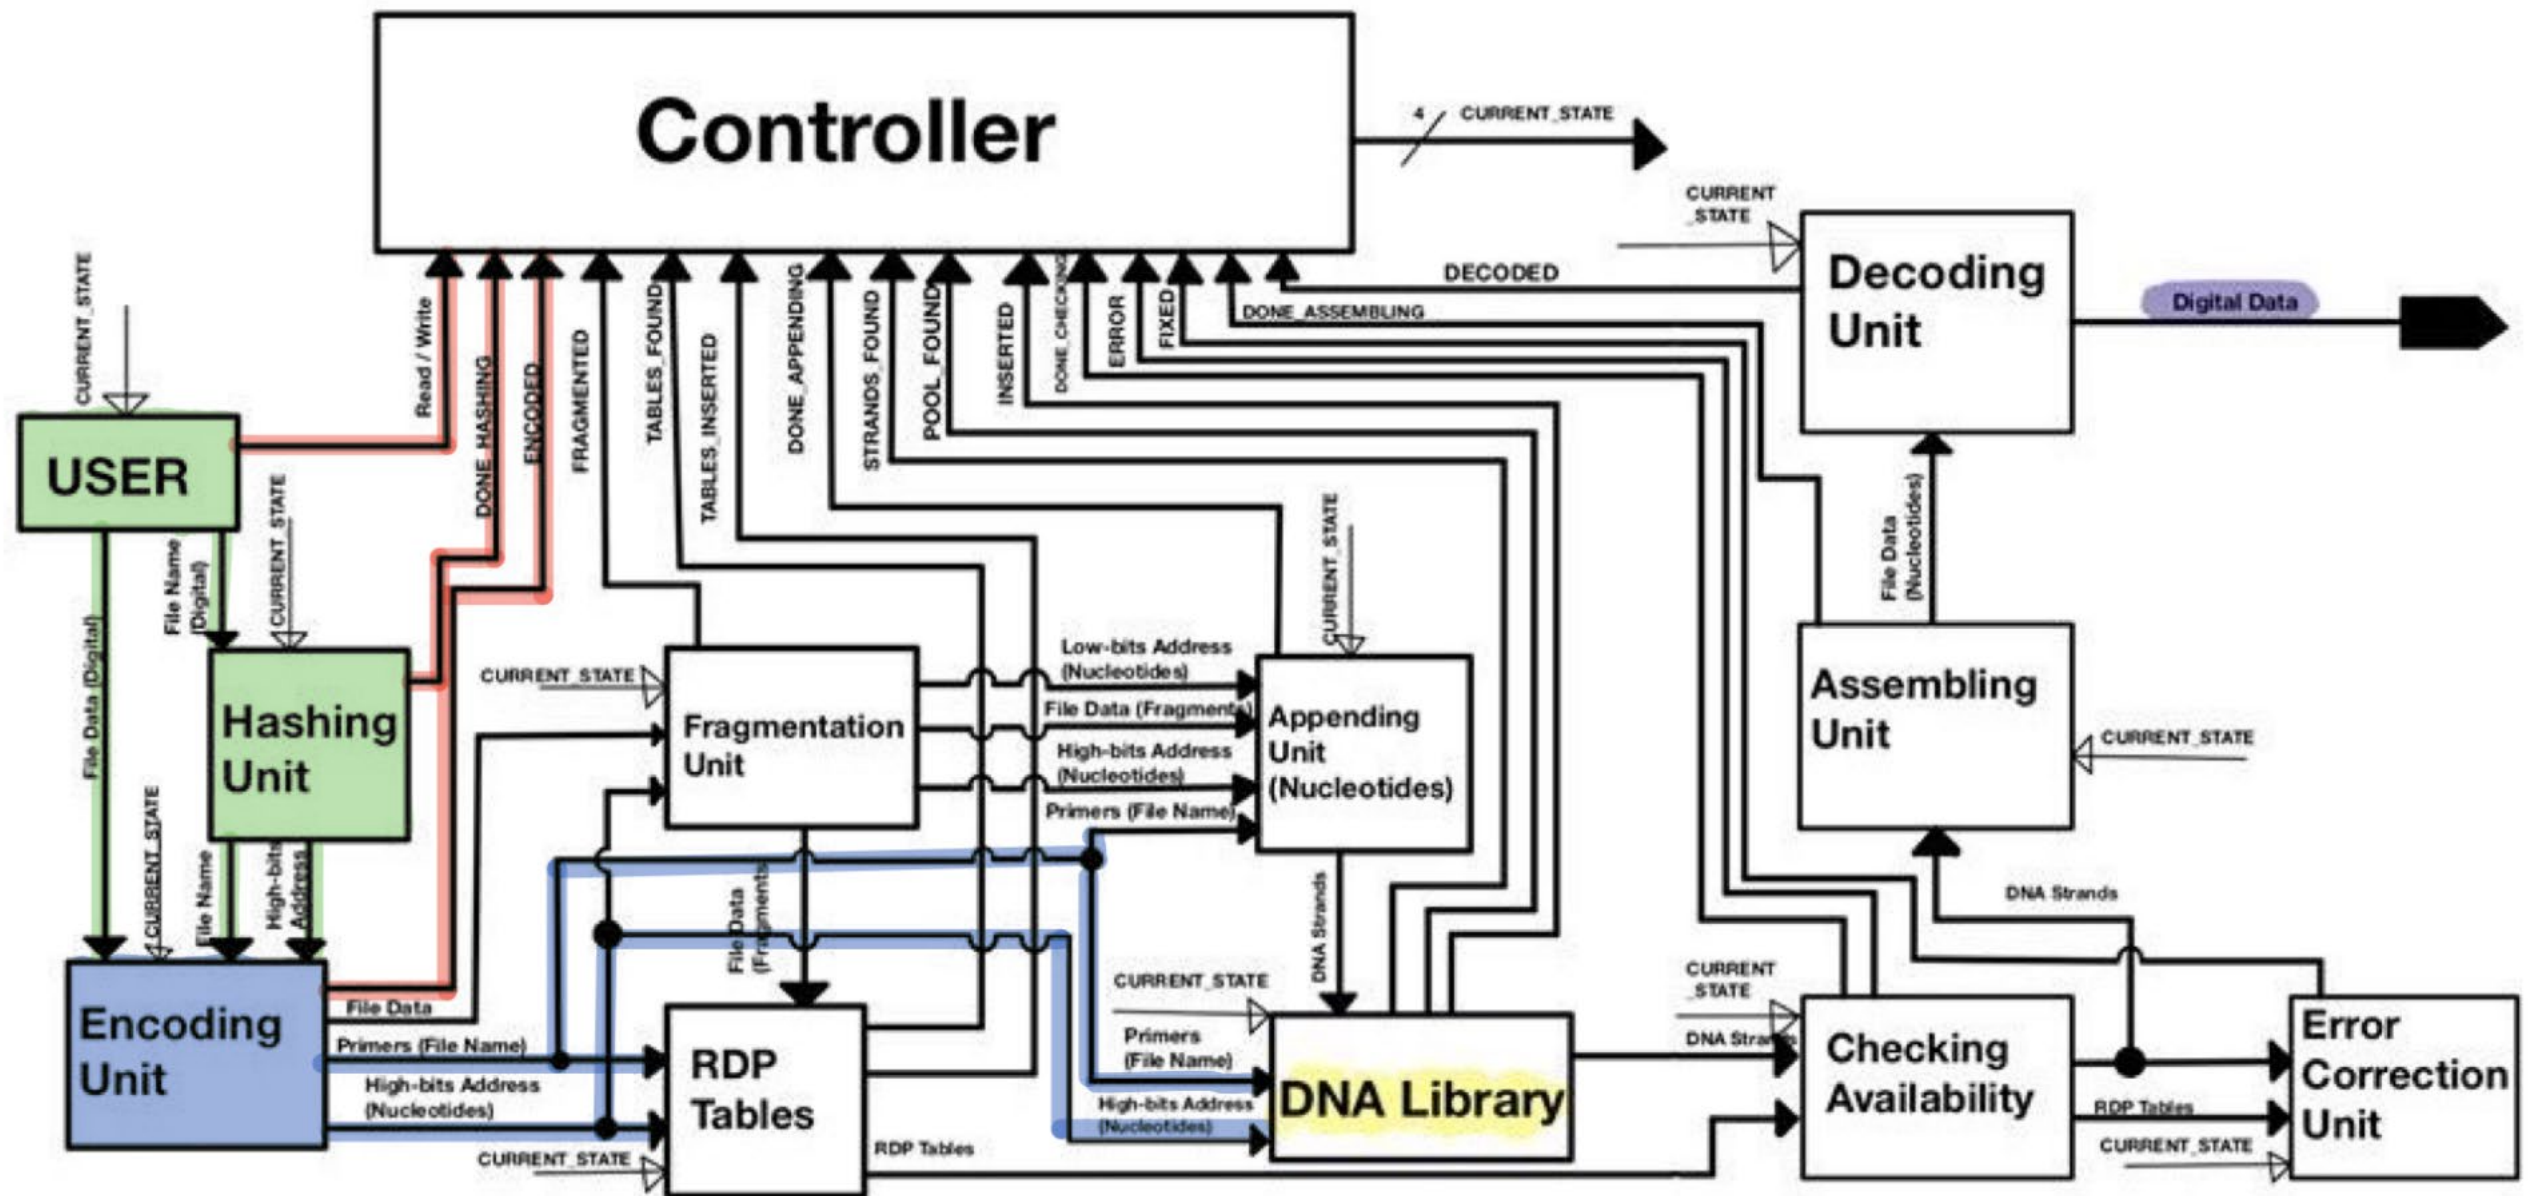 Controller
4
CURRENT_STATE
CURRENT
_STATE
Decoding
Unit
Digital Data
DECODED
DONE_ASSEMBLING
CURRENT_STATE
Read / Write
DONE_HASHING
ENCODED
FRAGMENTED
TABLES_FOUND
TABLES_INSERTED
DONE_APPENDING
STRANDS_FOUND
POOL_FOUND
INSERTED
DONE_CHECKING
ERROR
FIXED
USER
File Data (Digital)
File Name
(Digital)
CURRENT_STATE
Hashing
Unit
CURRENT_STATE
File Name
High-bits
Address
Encoding
Unit
File Data
Primers (File Name)
High-bits Address
(Nucleotides)
CURRENT_STATE
CURRENT_STATE
Fragmentation
Unit
File Data
(Fragments)
RDP
Tables
RDP Tables
Low-bits Address
(Nucleotides)
File Data (Fragments)
High-bits Address
(Nucleotides)
Primers (File Name)
CURRENT_STATE
Appending
Unit
(Nucleotides)
DNA Strands
CURRENT_STATE
Primers
(File Name)
High-bits Address
(Nucleotides)
DNA Library
File Data
(Nucleotides)
Assembling
Unit
CURRENT_STATE
DNA Strands
CURRENT
_STATE
DNA Strands
Checking
Availability
RDP Tables
CURRENT_STATE
Error
Correction
Unit